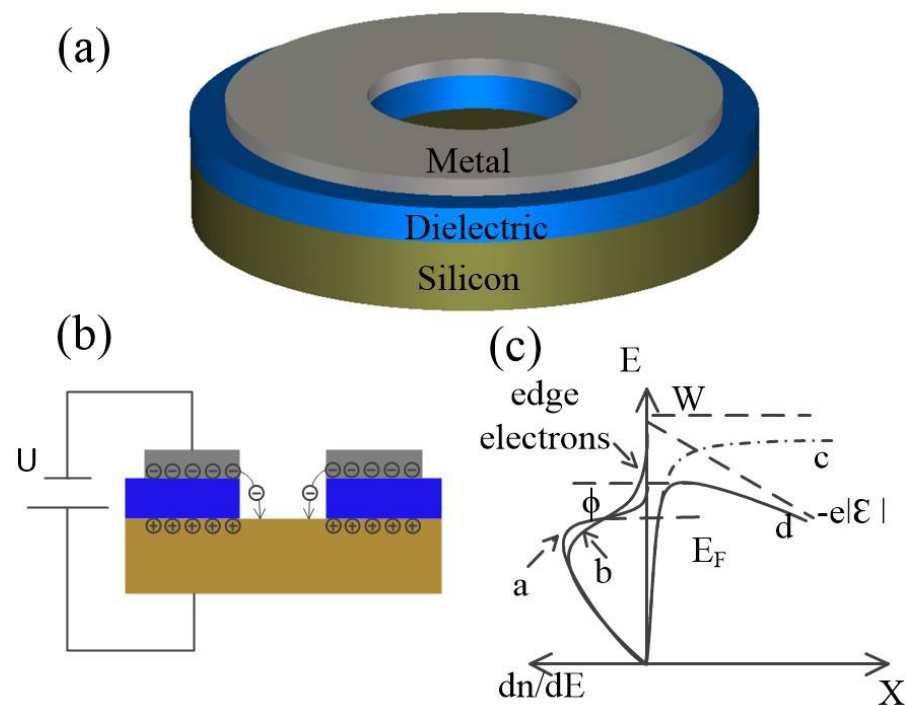 (a)
Metal
Dielectric
Silicon
(b)
U
(c)
E
edge
electrons
W
c
ϕ
d
-e|Ɛ|
a
b
E_F
dn/dE
X